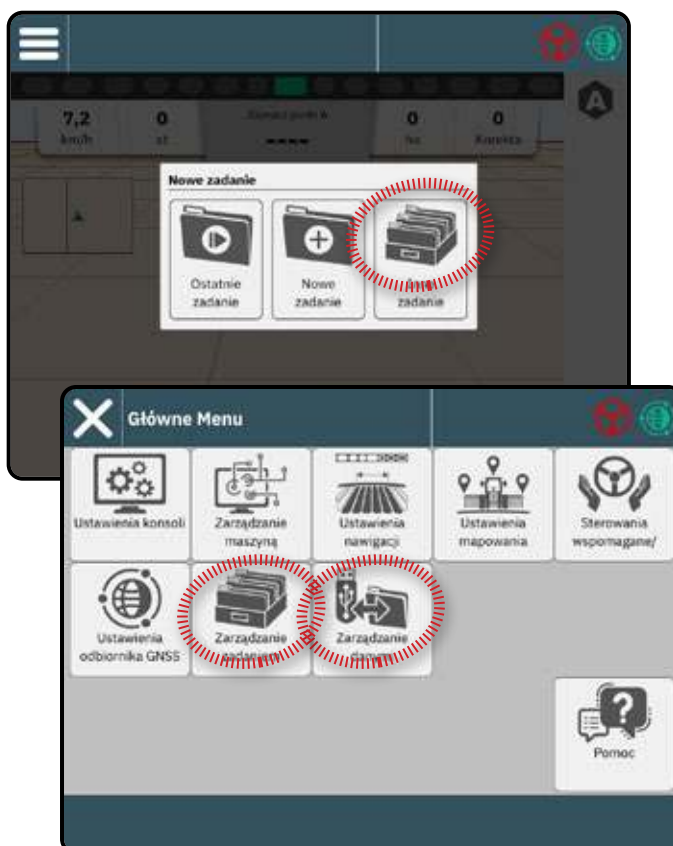 7,2
0
0
0
km/h
ha
Korekta
A
Nowe zadanie
Ostatnie
zadanie
Nowe
zadanie
zadanie
Główne Menu
Ustawienia konsoli
Zarządzanie
maszyną
Ustawienia
nawigacji
Ustawienia
mapowania
Sterowania
wspomagane/
Ustawienia
odbiornika GNSS
Zarządzanie
Zarządzanie
?
Pomoc